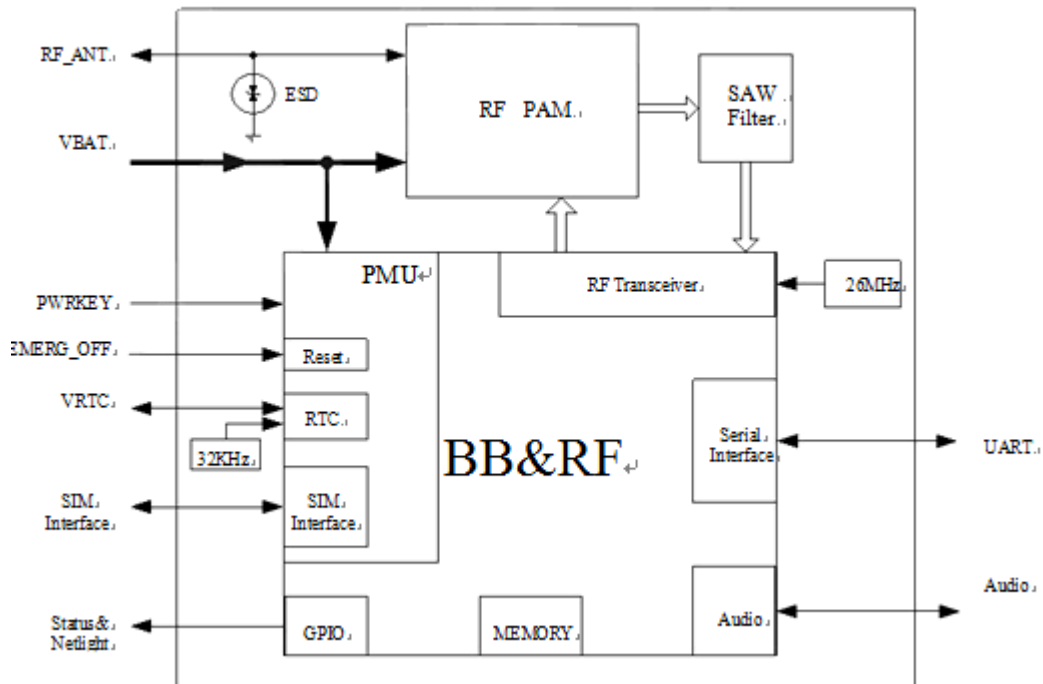 RF_ANT.
ESD
VBAT.
RF PAM.
SAW .
Filter.
PMU↵
RF Transceiver.
26MHz
PWRKEY
EMERG_OFF
Reset
VRTC
RTC.
32KHz
BB&RF↵
Serial
Interface
UART.
SIM
Interface
SIM
Interface
Status&
Netlight
GPIO
MEMORY
Audio
Audio